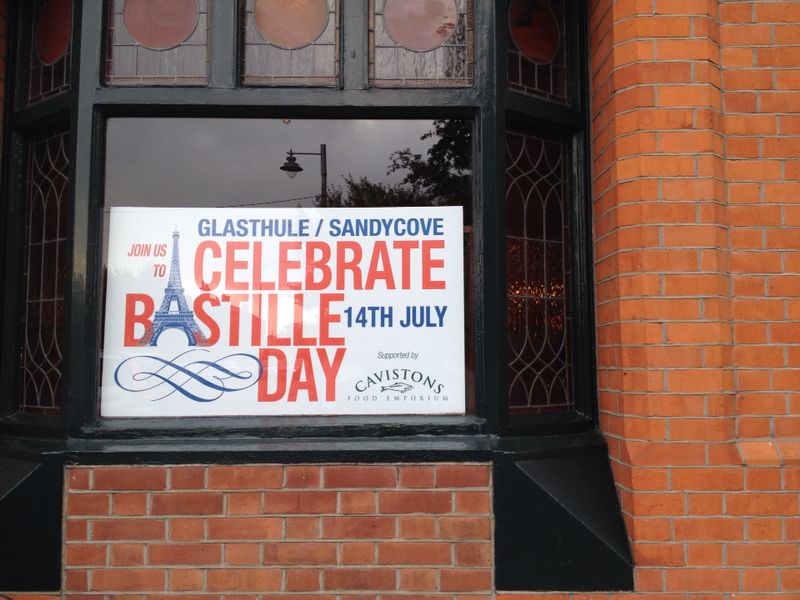 GLASTHULE / SANDYCOVE
JOIN US
TO
CELEBRATE
BASTILLE
14TH JULY
DAY
Supported by
CAVISTONS
FOOD EMPORIUM